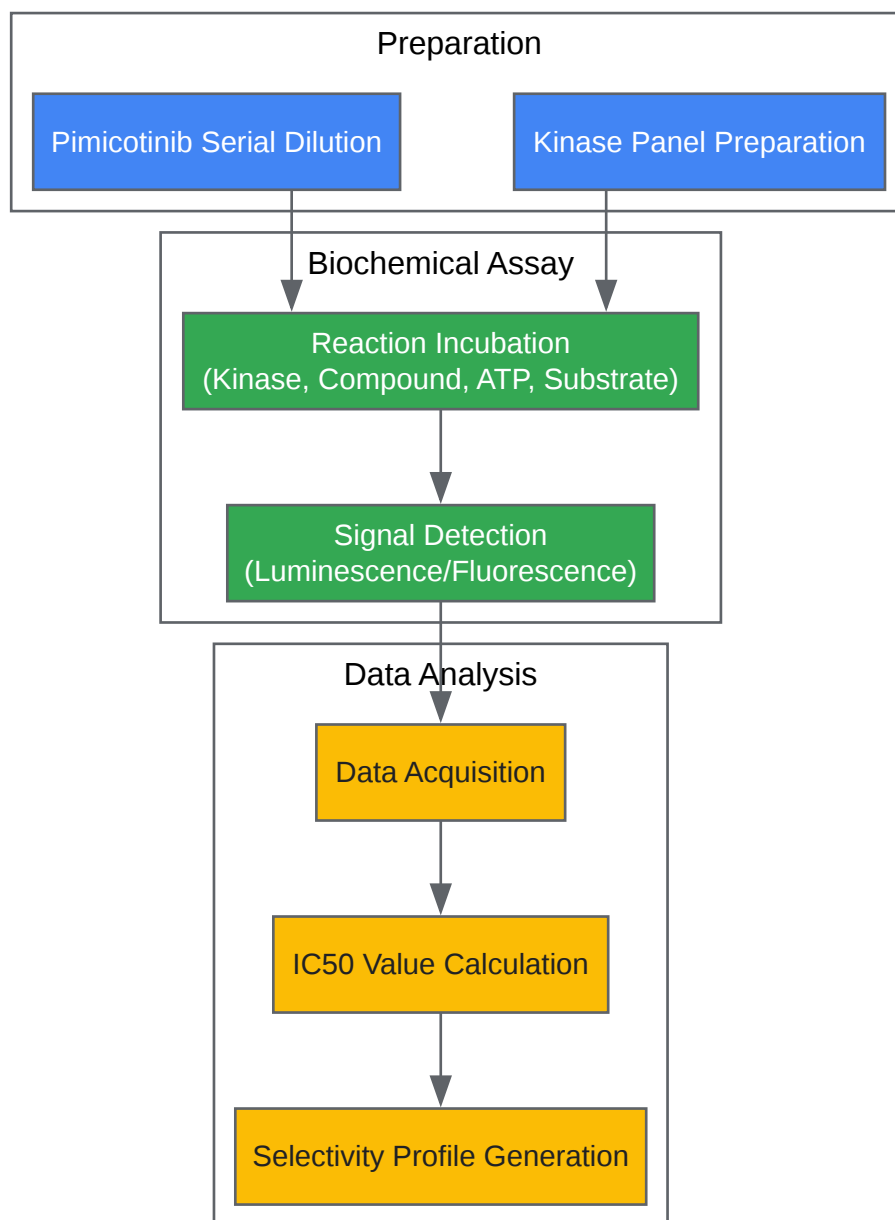 Preparation
Pimicotinib Serial Dilution
Kinase Panel Preparation
Biochemical Assay
Reaction Incubation
(Kinase, Compound, ATP, Substrate)
Signal Detection
(Luminescence/Fluorescence)
Data Analysis
Data Acquisition
IC50 Value Calculation
Selectivity Profile Generation